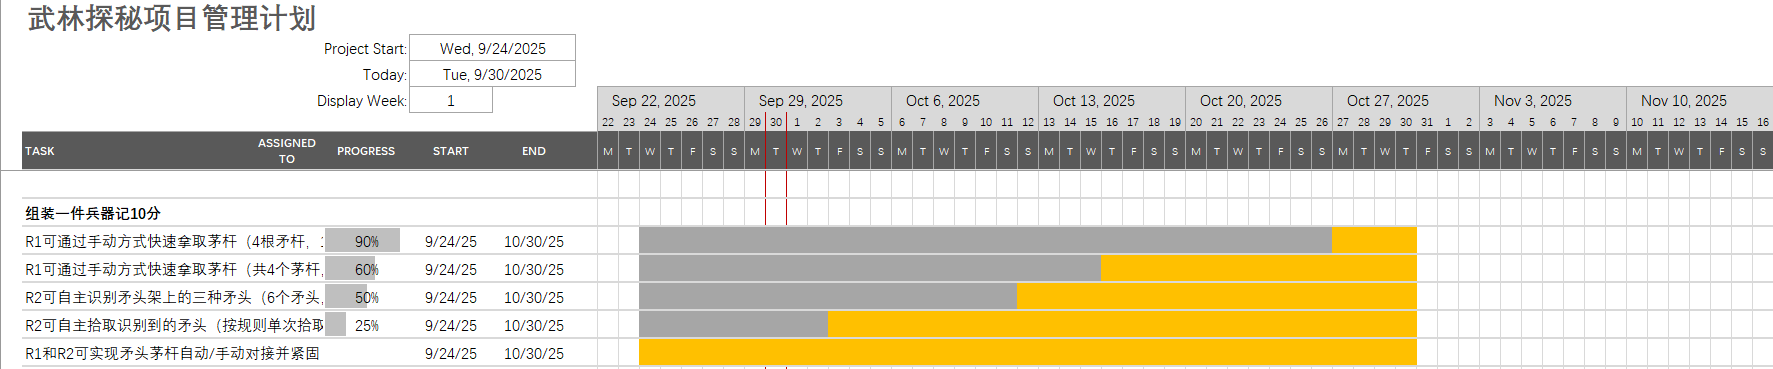 武林探秘项目管理计划
Project Start: Wed, 9/24/2025
Today: Tue, 9/30/2025
Display Week: 1
Sep 22, 2025 Sep 29, 2025 Oct 6, 2025 Oct 13, 2025 Oct 20, 2025 Oct 27, 2025 Nov 3, 2025 Nov 10, 2025
22 23 24 25 26 27 28 29 30 1 2 3 4 5 6 7 8 9 10 11 12 13 14 15 16 17 18 19 20 21 22 23 24 25 26 27 28 29 30 31 1 2 3 4 5 6 7 8 9 10 11 12 13 14 15 16
TASK ASSIGNED TO PROGRESS START END M T W T F S S M T W T F S S M T W T F S S M T W T F S S M T W T F S S M T W T F S S M T W T F S S M T W T F S S
组装一件兵器记10分
R1可通过手动方式快速拿取茅杆（4根矛杆， 90% 9/24/25 10/30/25
R1可通过手动方式快速拿取茅杆（共4个茅杆, 60% 9/24/25 10/30/25
R2可自主识别矛头架上的三种矛头（6个矛头, 50% 9/24/25 10/30/25
R2可自主拾取识别到的矛头（按规则单次拾取 25% 9/24/25 10/30/25
R1和R2可实现矛头茅杆自动/手动对接并紧固 9/24/25 10/30/25